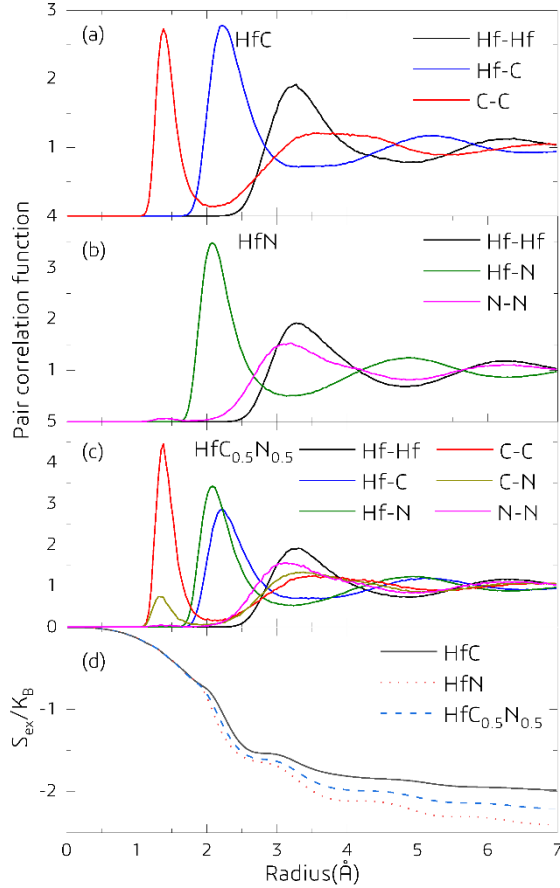 Pair correlation function
3
2
1
4
(a)
HfC
Hf-Hf
Hf-C
C-C
3
1
5
(b)
HfN
Hf-Hf
Hf-N
N-N
4
2
1
0
(c)
HfC0.5N0.5
Hf-Hf
Hf-C
Hf-N
C-C
C-N
N-N
Sex/KB
-1
-2
(d)
HfC
HfN
HfC0.5N0.5
0 1 2 3 4 5 6 7
Radius(Å)